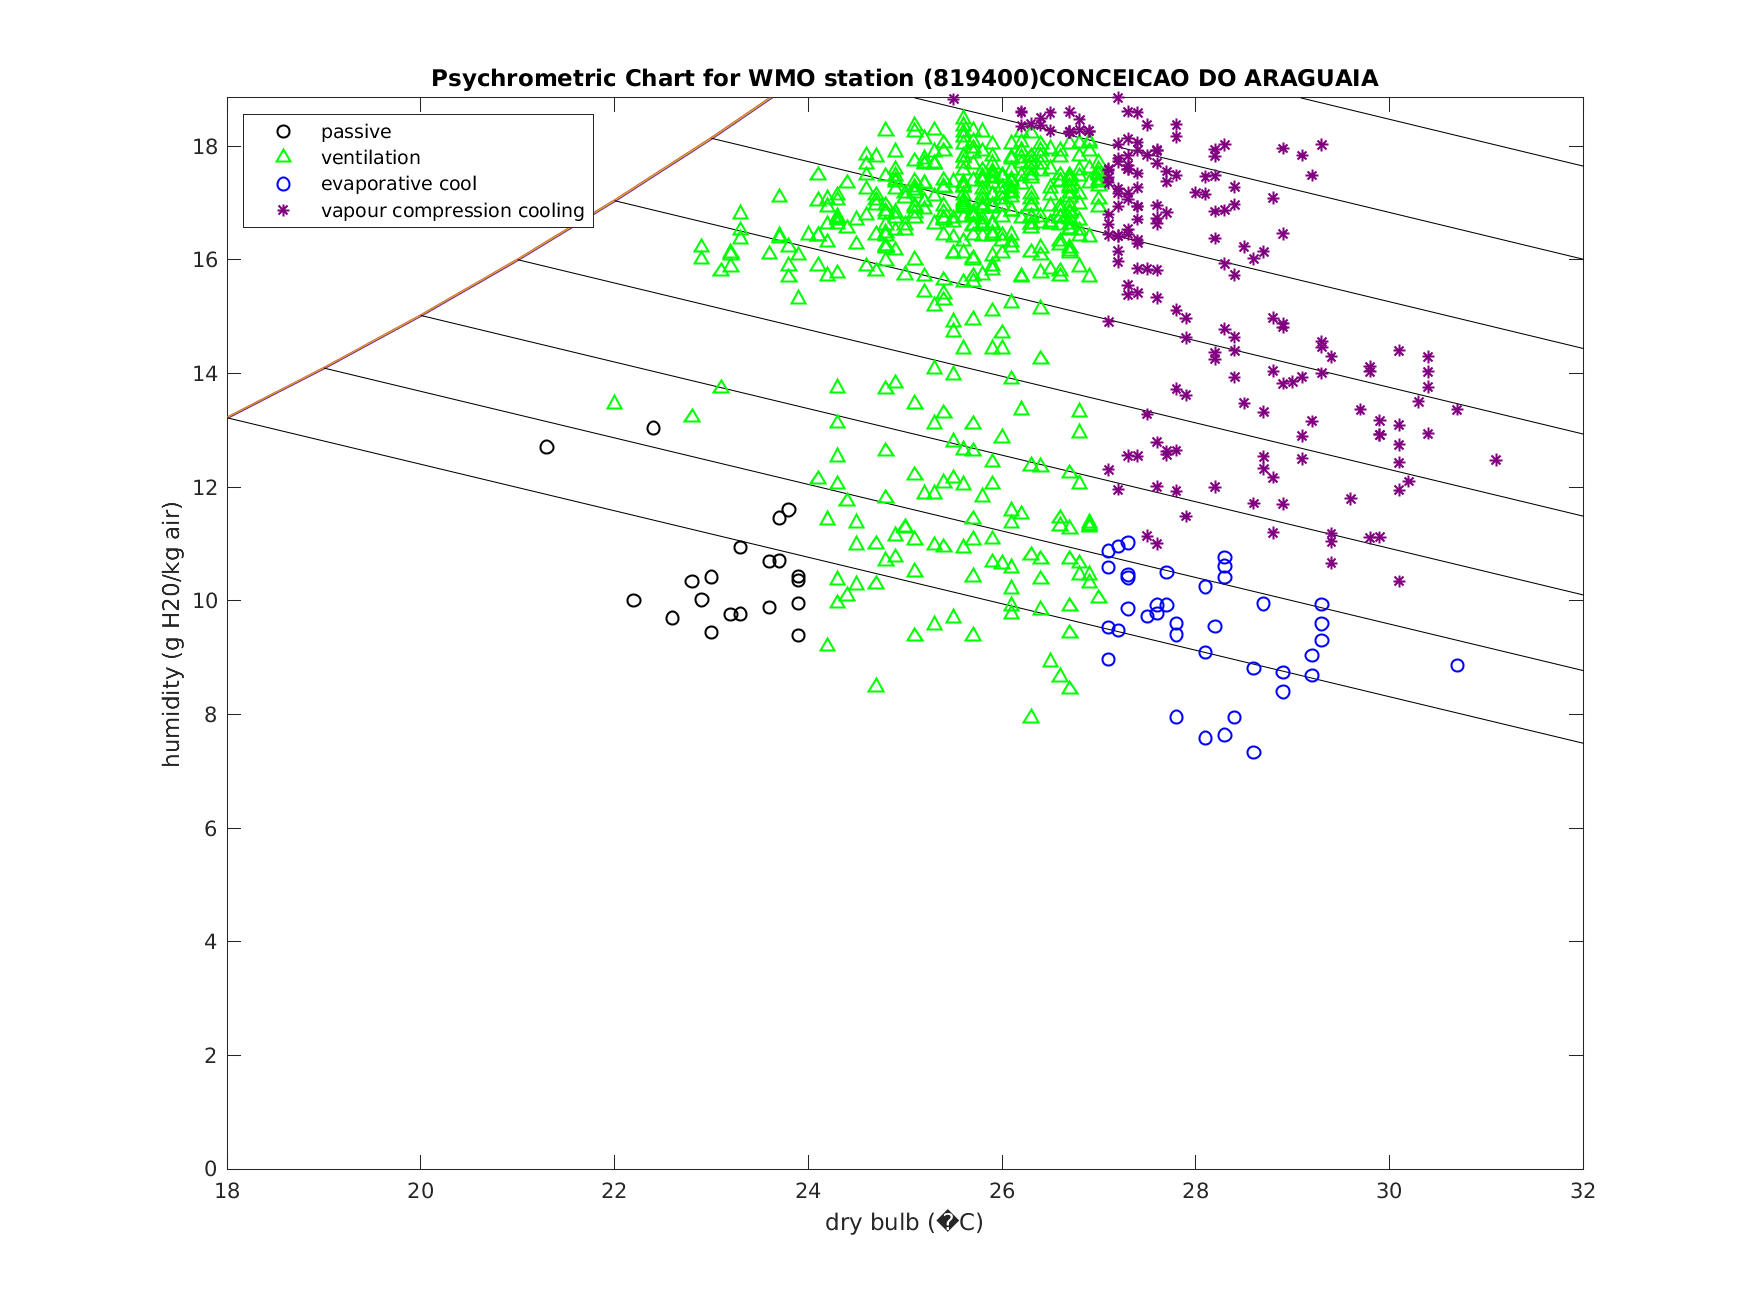 Psychrometric Chart for WMO station (819400)CONCEICAO DO ARAGUAIA
passive
ventilation
evaporative cool
vapour compression cooling
humidity (g H20/kg air)
18
16
14
12
10
8
6
4
2
0
18 20 22 24 26 28 30 32
dry bulb (�C)